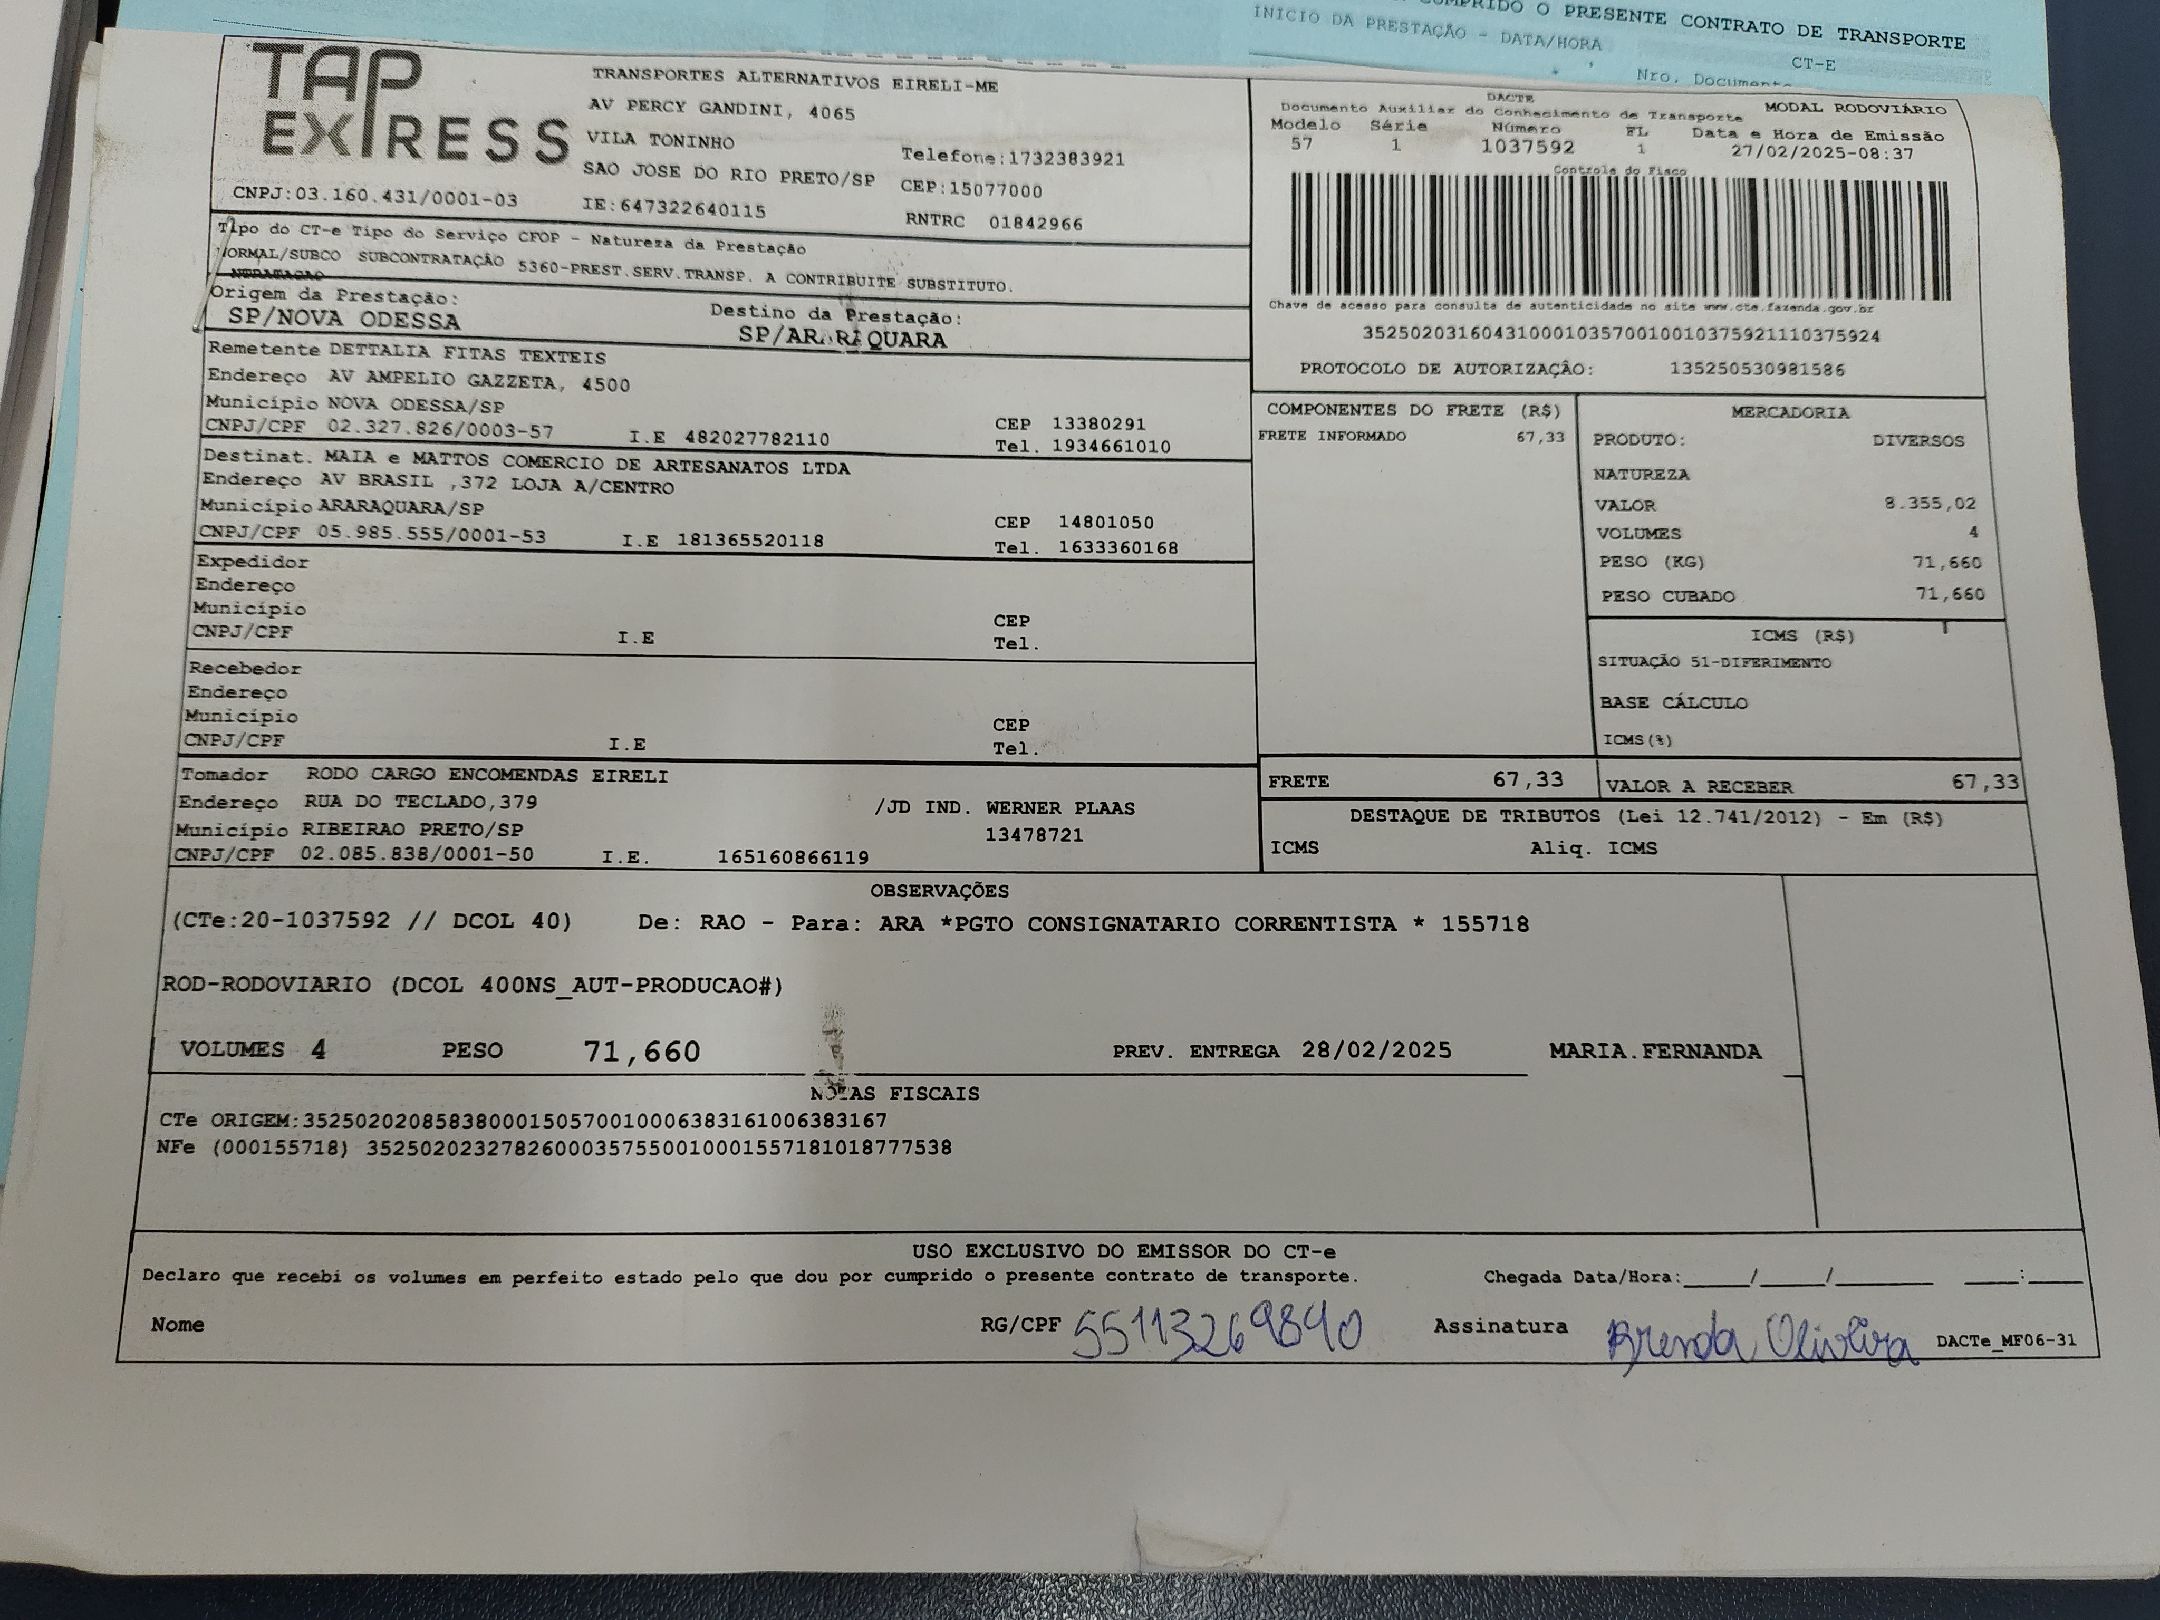 CUMPRIDO O PRESENTE CONTRATO DE TRANSPORTE
INÍCIO DA PRESTAÇÃO - DATA/HORA
CT-E
Nro. Documento
TAP EXPRESS
TRANSPORTES ALTERNATIVOS EIRELI-ME
AV PERCY GANDINI, 4065
VILA TONINHO
Telefone:1732383921
SAO JOSE DO RIO PRETO/SP CEP:15077000
CNPJ:03.160.431/0001-03 IE:647322640115 RNTRC 01842966
DACTE MODAL RODOVIÁRIO
Documento Auxiliar do Conhecimento de Transporte
Modelo Série Número FL Data e Hora de Emissão
57 1 1037592 1 27/02/2025-08:37
Controle do Fisco
Chave de acesso para consulta de autenticidade no site www.cte.fazenda.gov.br
35250203160431000103570010010375921110375924
PROTOCOLO DE AUTORIZAÇÂO: 135250530981586
Tipo do CT-e Tipo do Serviço CFOP - Natureza da Prestação
NORMAL/SUBCO SUBCONTRATAÇÃO 5360-PREST.SERV.TRANSP. A CONTRIBUITE SUBSTITUTO.
NTRATAÇÃO
Origem da Prestação: Destino da Prestação:
SP/NOVA ODESSA SP/ARARAQUARA
Remetente DETTALIA FITAS TEXTEIS
Endereço AV AMPELIO GAZZETA, 4500
Município NOVA ODESSA/SP CEP 13380291
CNPJ/CPF 02.327.826/0003-57 I.E 482027782110 Tel. 1934661010
Destinat. MAIA e MATTOS COMERCIO DE ARTESANATOS LTDA
Endereço AV BRASIL ,372 LOJA A/CENTRO
Município ARARAQUARA/SP CEP 14801050
CNPJ/CPF 05.985.555/0001-53 I.E 181365520118 Tel. 1633360168
Expedidor
Endereço
Município CEP
CNPJ/CPF I.E Tel.
Recebedor
Endereço
Município CEP
CNPJ/CPF I.E Tel.
Tomador RODO CARGO ENCOMENDAS EIRELI
Endereço RUA DO TECLADO,379 /JD IND. WERNER PLAAS
Município RIBEIRAO PRETO/SP 13478721
CNPJ/CPF 02.085.838/0001-50 I.E. 165160866119
COMPONENTES DO FRETE (R$)
FRETE INFORMADO 67,33
MERCADORIA
PRODUTO: DIVERSOS
NATUREZA
VALOR 8.355,02
VOLUMES 4
PESO (KG) 71,660
PESO CUBADO 71,660
ICMS (R$)
SITUAÇÃO 51-DIFERIMENTO
BASE CÁLCULO
ICMS(%)
FRETE 67,33 VALOR A RECEBER 67,33
DESTAQUE DE TRIBUTOS (Lei 12.741/2012) - Em (R$)
ICMS Aliq. ICMS
OBSERVAÇÕES
(CTe:20-1037592 // DCOL 40) De: RAO - Para: ARA *PGTO CONSIGNATARIO CORRENTISTA * 155718
ROD-RODOVIARIO (DCOL 400NS_AUT-PRODUCAO#)
VOLUMES 4 PESO 71,660 PREV. ENTREGA 28/02/2025 MARIA.FERNANDA
NOTAS FISCAIS
CTe ORIGEM:35250202085838000150570010006383161006383167
NFe (000155718) 35250202327826000357550010001557181018777538
USO EXCLUSIVO DO EMISSOR DO CT-e
Declaro que recebi os volumes em perfeito estado pelo que dou por cumprido o presente contrato de transporte. Chegada Data/Hora:____/____/______ ___:___
Nome RG/CPF 55113269890 Assinatura Brenda Oliveira DACTe_MF06-31